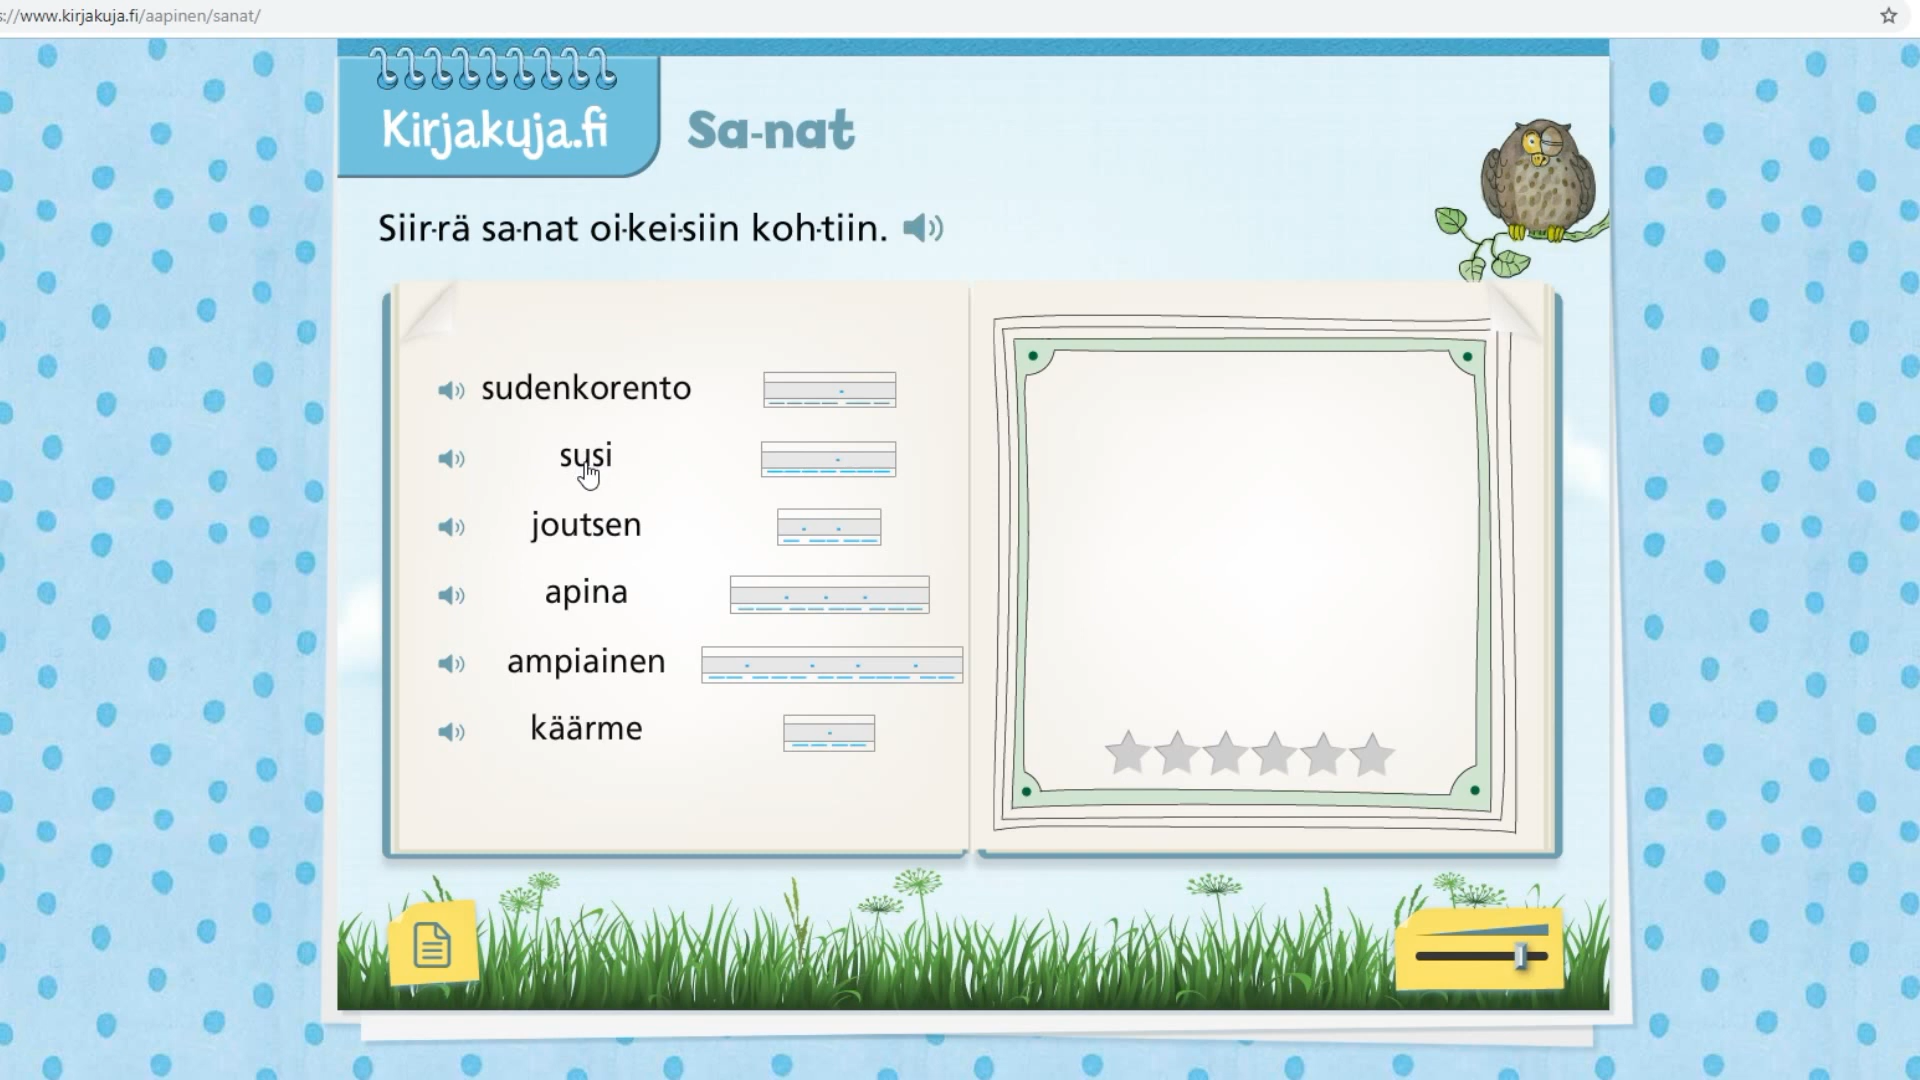 s://www.kirjakuja.fi/aapinen/sanat/
Kirjakuja.fi
Sa-nat
Siir·rä sa·nat oi·kei·siin koh·tiin.
sudenkorento
susi
joutsen
apina
ampiainen
käärme